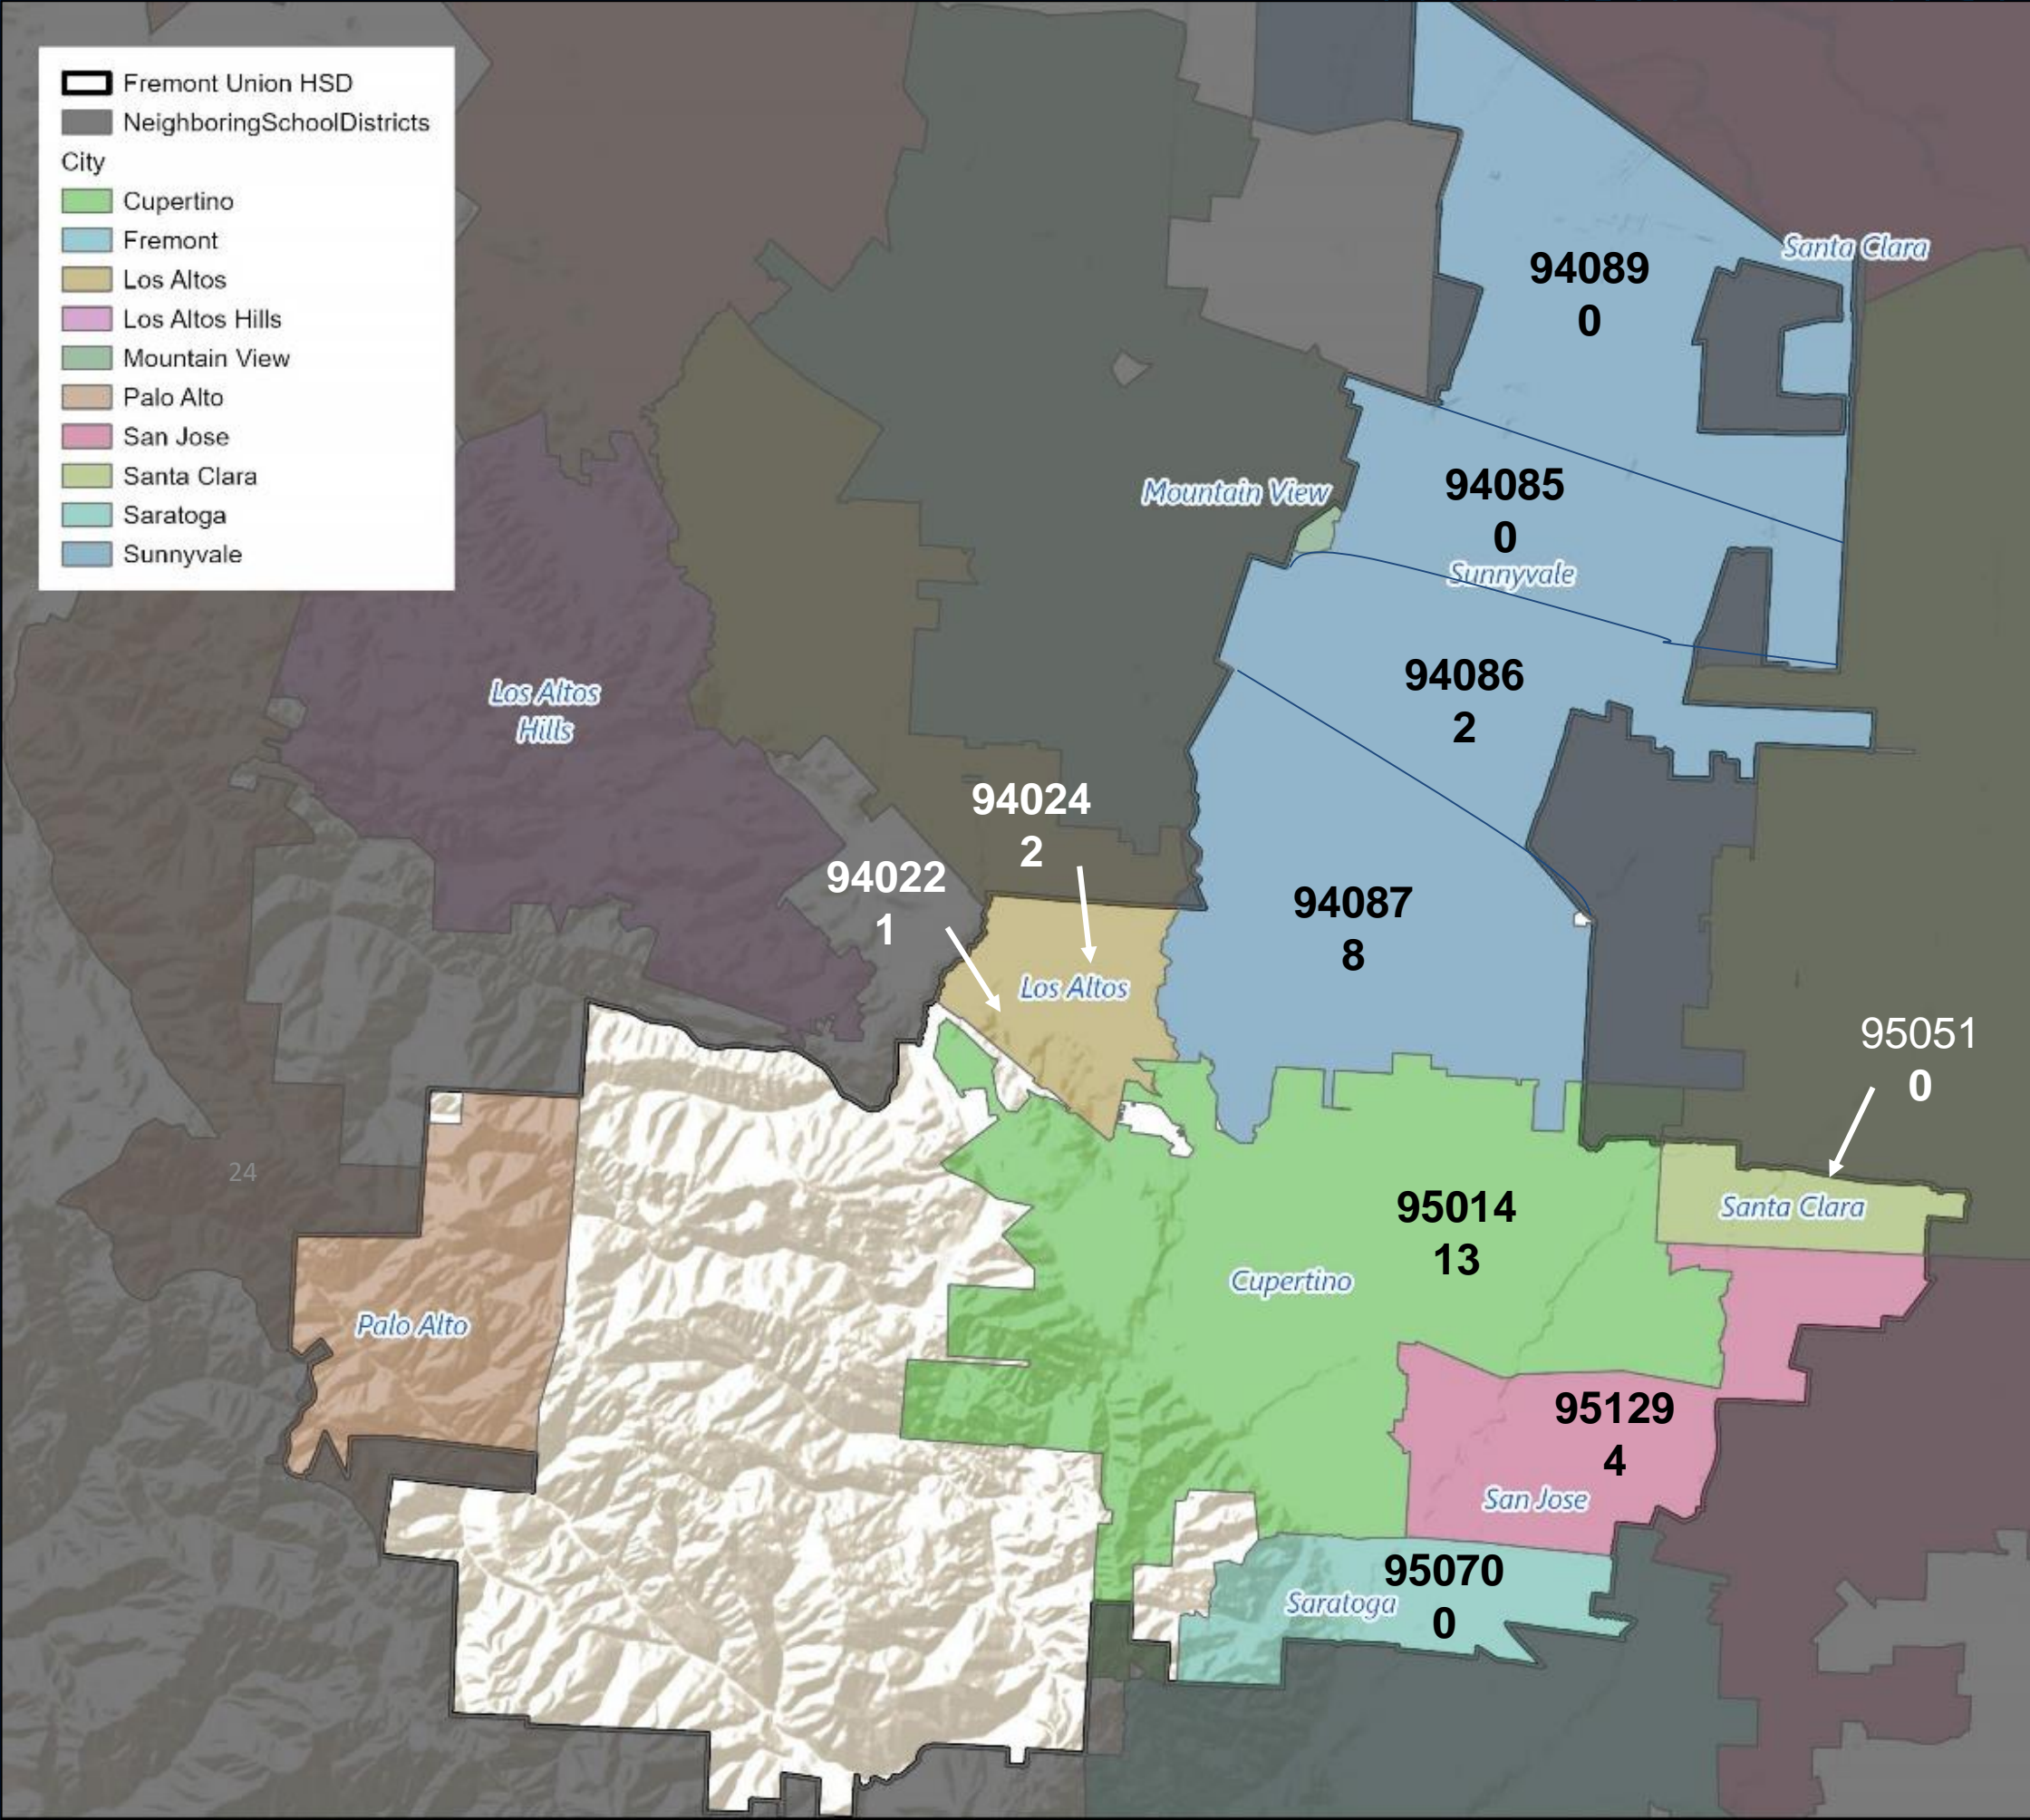 Fremont Union HSD
NeighboringSchoolDistricts
City
Cupertino
Fremont
Los Altos
Los Altos Hills
Mountain View
Palo Alto
San Jose
Santa Clara
Saratoga
Sunnyvale
Santa Clara
94089
0
Mountain View
94085
0
Sunnyvale
94086
2
Los Altos
Hills
94024
2
94022
1
94087
8
Los Altos
95051
0
24
95014
13
Santa Clara
Cupertino
Palo Alto
95129
4
San Jose
95070
Saratoga
0